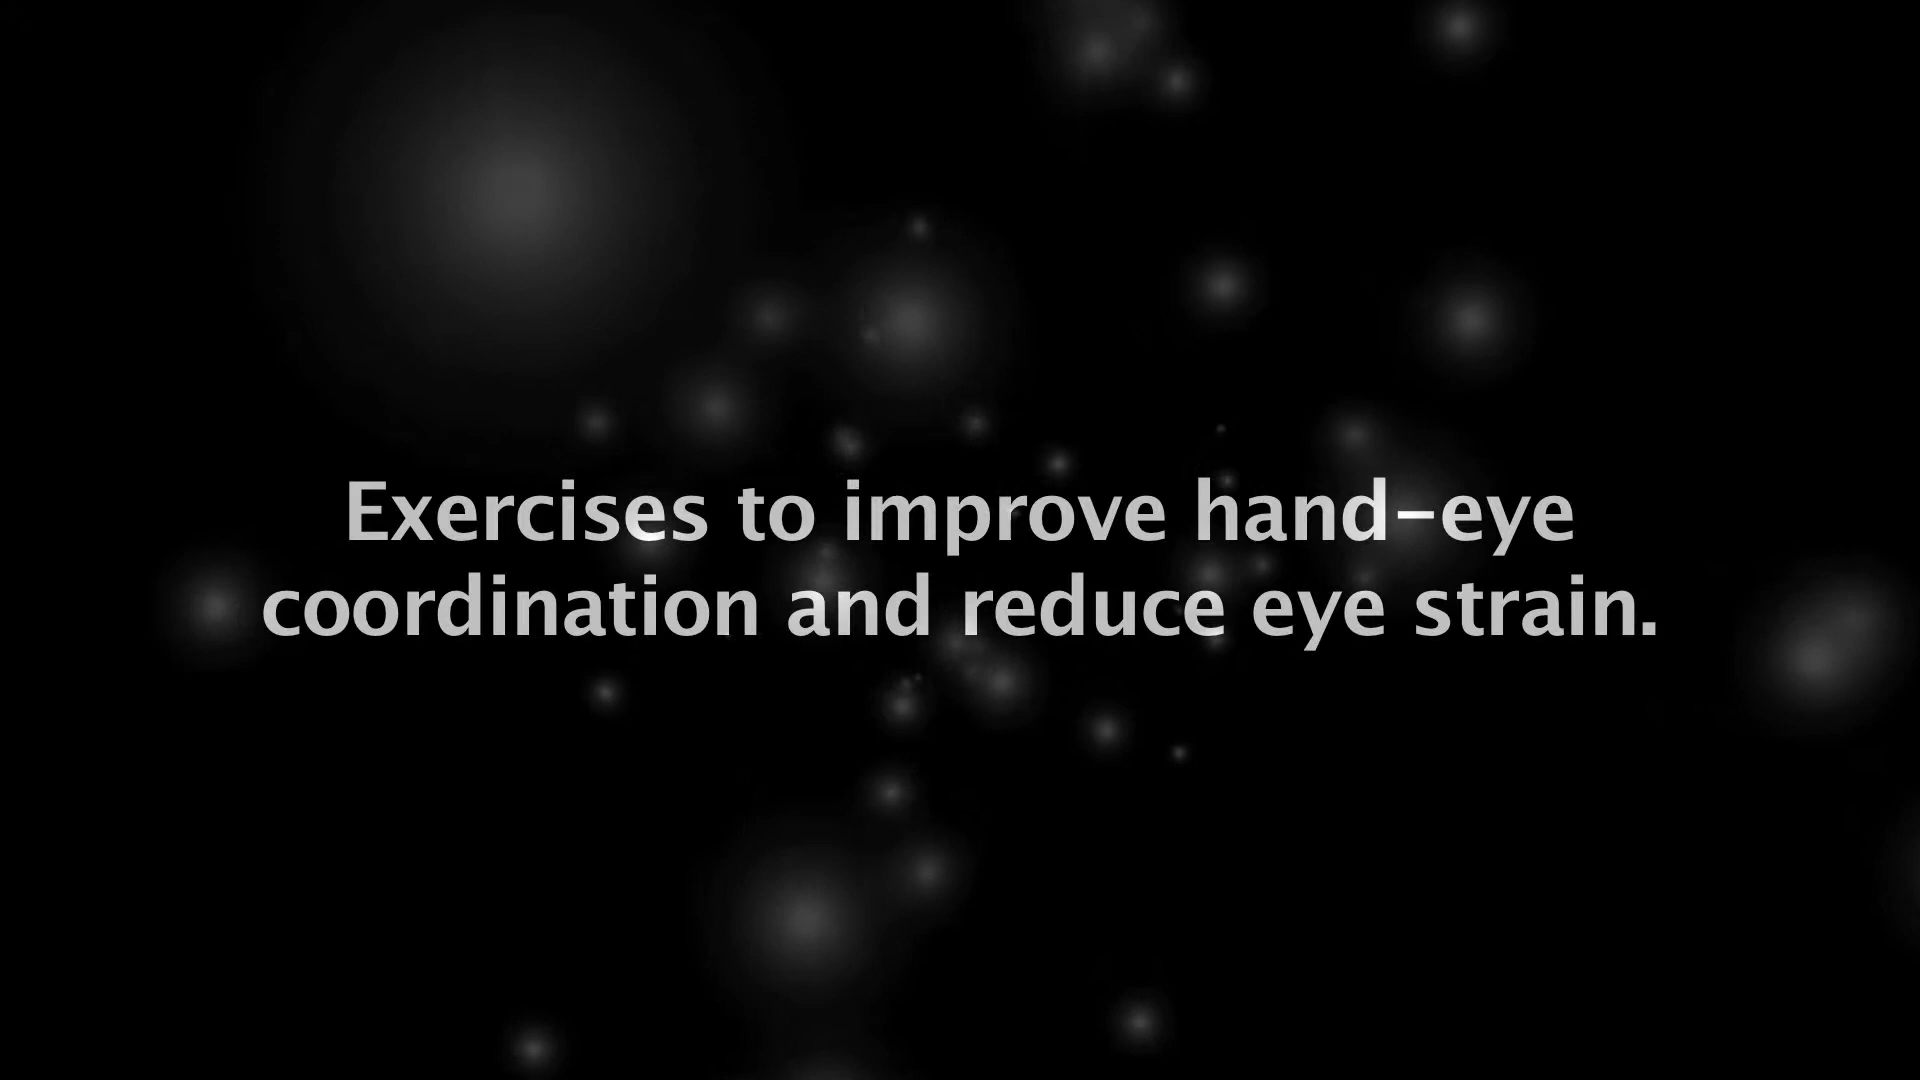 Exercises to improve hand-eye
coordination and reduce eye strain.